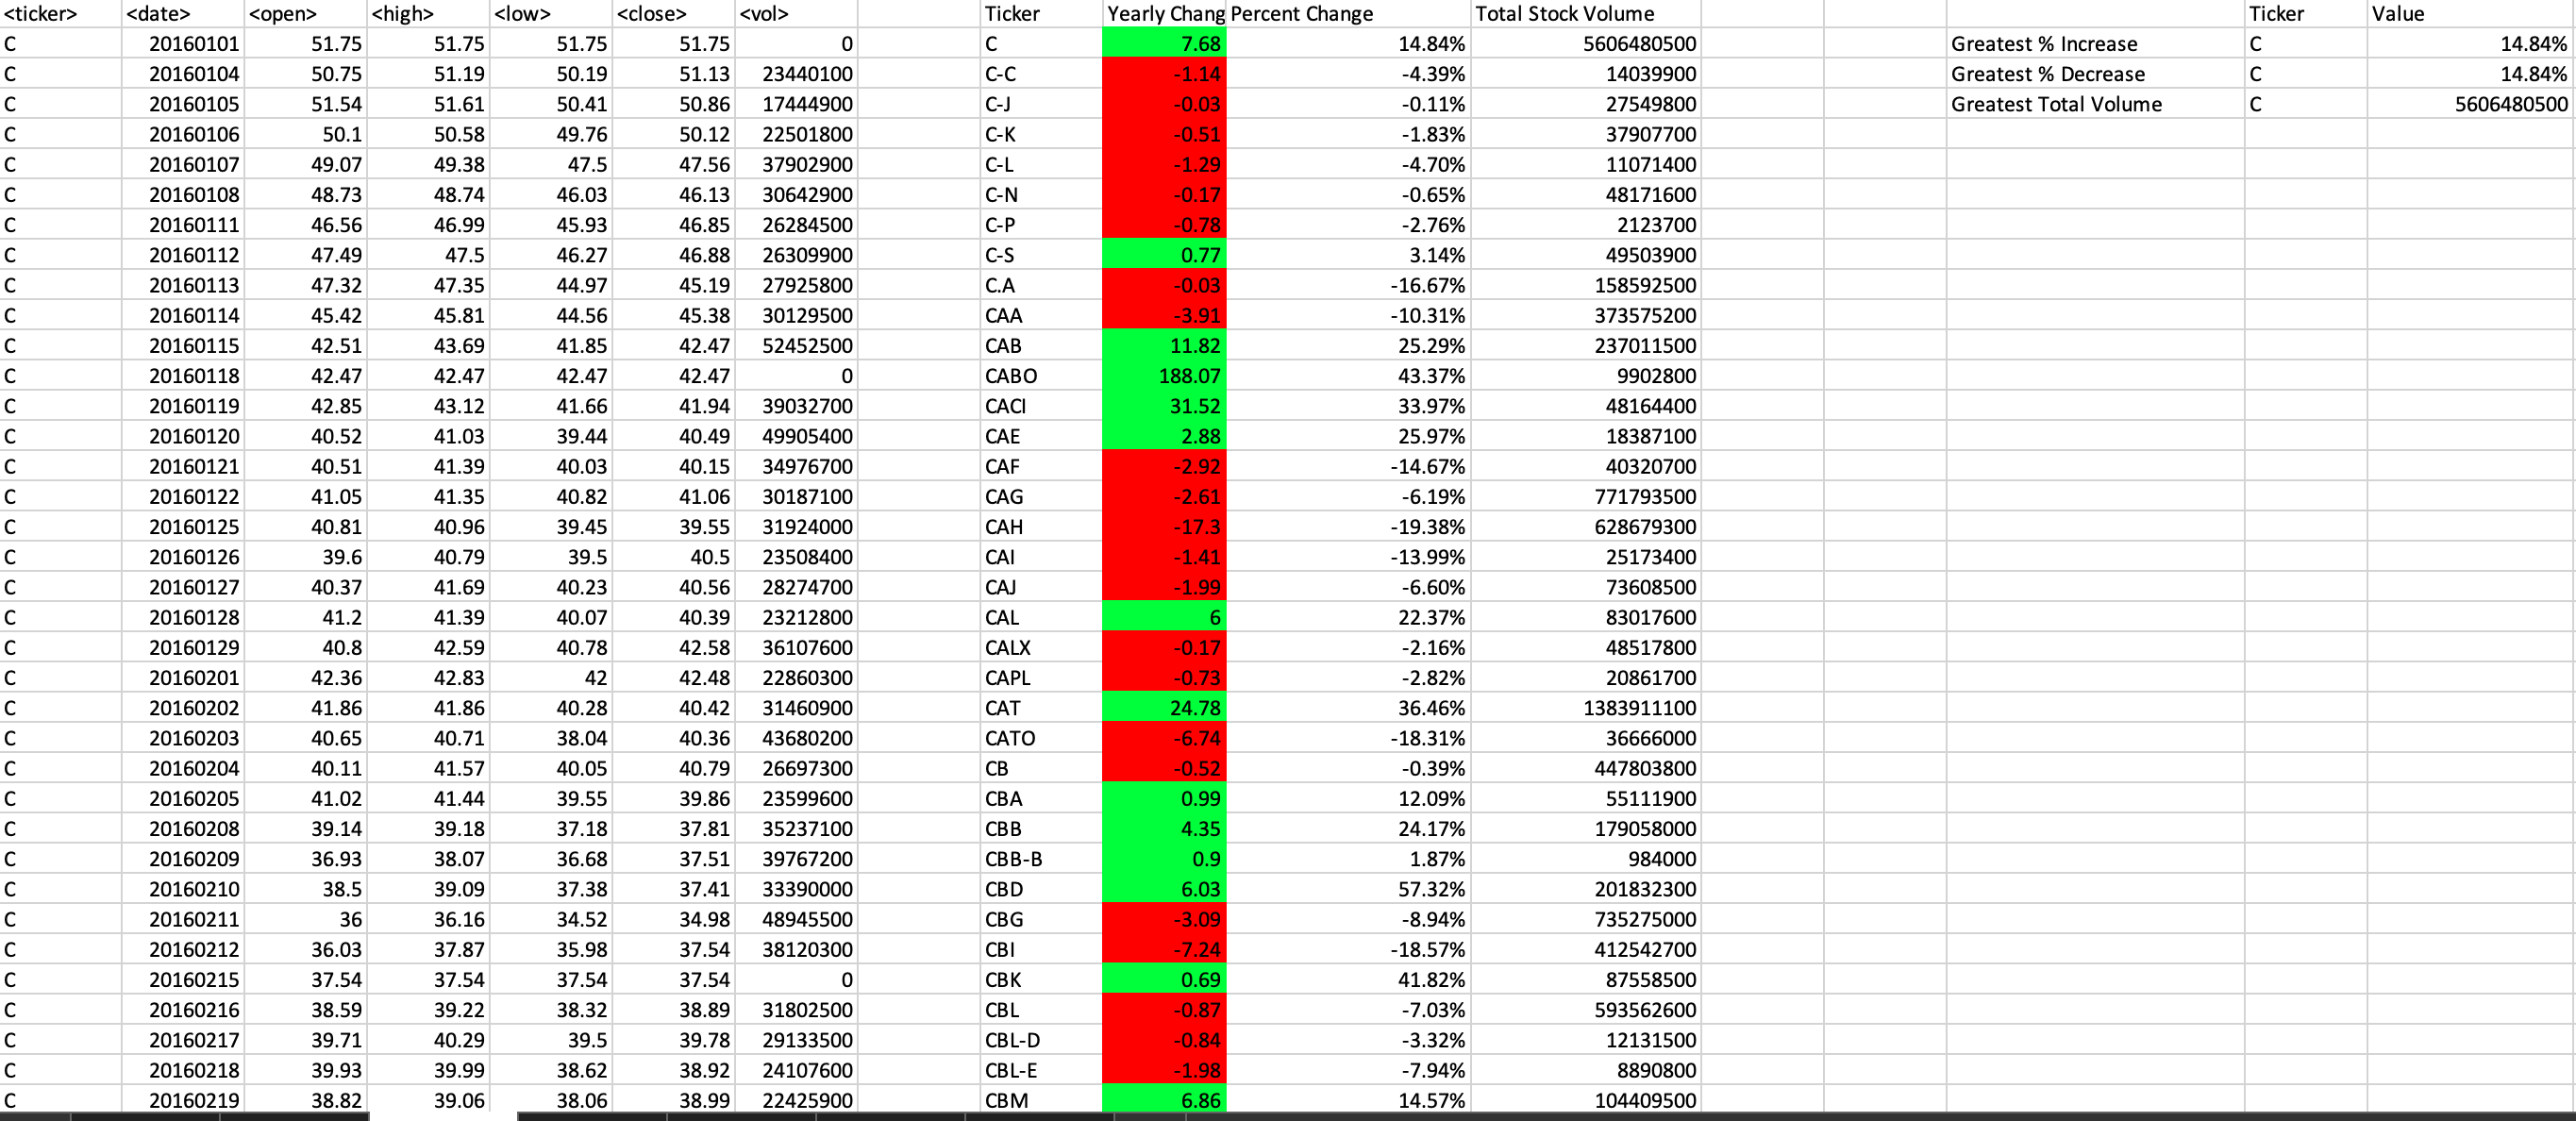 <ticker> <date> <open> <high> <low> <close> <vol> Ticker Yearly Chang Percent Change Total Stock Volume Ticker Value
C 20160101 51.75 51.75 51.75 51.75 0 C 7.68 14.84% 5606480500 Greatest % Increase C 14.84%
C 20160104 50.75 51.19 50.19 51.13 23440100 C-C -1.14 -4.39% 14039900 Greatest % Decrease C 14.84%
C 20160105 51.54 51.61 50.41 50.86 17444900 C-J -0.03 -0.11% 27549800 Greatest Total Volume C 5606480500
C 20160106 50.1 50.58 49.76 50.12 22501800 C-K -0.51 -1.83% 37907700
C 20160107 49.07 49.38 47.5 47.56 37902900 C-L -1.29 -4.70% 11071400
C 20160108 48.73 48.74 46.03 46.13 30642900 C-N -0.17 -0.65% 48171600
C 20160111 46.56 46.99 45.93 46.85 26284500 C-P -0.78 -2.76% 2123700
C 20160112 47.49 47.5 46.27 46.88 26309900 C-S 0.77 3.14% 49503900
C 20160113 47.32 47.35 44.97 45.19 27925800 C.A -0.03 -16.67% 158592500
C 20160114 45.42 45.81 44.56 45.38 30129500 CAA -3.91 -10.31% 373575200
C 20160115 42.51 43.69 41.85 42.47 52452500 CAB 11.82 25.29% 237011500
C 20160118 42.47 42.47 42.47 42.47 0 CABO 188.07 43.37% 9902800
C 20160119 42.85 43.12 41.66 41.94 39032700 CACI 31.52 33.97% 48164400
C 20160120 40.52 41.03 39.44 40.49 49905400 CAE 2.88 25.97% 18387100
C 20160121 40.51 41.39 40.03 40.15 34976700 CAF -2.92 -14.67% 40320700
C 20160122 41.05 41.35 40.82 41.06 30187100 CAG -2.61 -6.19% 771793500
C 20160125 40.81 40.96 39.45 39.55 31924000 CAH -17.3 -19.38% 628679300
C 20160126 39.6 40.79 39.5 40.5 23508400 CAI -1.41 -13.99% 25173400
C 20160127 40.37 41.69 40.23 40.56 28274700 CAJ -1.99 -6.60% 73608500
C 20160128 41.2 41.39 40.07 40.39 23212800 CAL 6 22.37% 83017600
C 20160129 40.8 42.59 40.78 42.58 36107600 CALX -0.17 -2.16% 48517800
C 20160201 42.36 42.83 42 42.48 22860300 CAPL -0.73 -2.82% 20861700
C 20160202 41.86 41.86 40.28 40.42 31460900 CAT 24.78 36.46% 1383911100
C 20160203 40.65 40.71 38.04 40.36 43680200 CATO -6.74 -18.31% 36666000
C 20160204 40.11 41.57 40.05 40.79 26697300 CB -0.52 -0.39% 447803800
C 20160205 41.02 41.44 39.55 39.86 23599600 CBA 0.99 12.09% 55111900
C 20160208 39.14 39.18 37.18 37.81 35237100 CBB 4.35 24.17% 179058000
C 20160209 36.93 38.07 36.68 37.51 39767200 CBB-B 0.9 1.87% 984000
C 20160210 38.5 39.09 37.38 37.41 33390000 CBD 6.03 57.32% 201832300
C 20160211 36 36.16 34.52 34.98 48945500 CBG -3.09 -8.94% 735275000
C 20160212 36.03 37.87 35.98 37.54 38120300 CBI -7.24 -18.57% 412542700
C 20160215 37.54 37.54 37.54 37.54 0 CBK 0.69 41.82% 87558500
C 20160216 38.59 39.22 38.32 38.89 31802500 CBL -0.87 -7.03% 593562600
C 20160217 39.71 40.29 39.5 39.78 29133500 CBL-D -0.84 -3.32% 12131500
C 20160218 39.93 39.99 38.62 38.92 24107600 CBL-E -1.98 -7.94% 8890800
C 20160219 38.82 39.06 38.06 38.99 22425900 CBM 6.86 14.57% 104409500